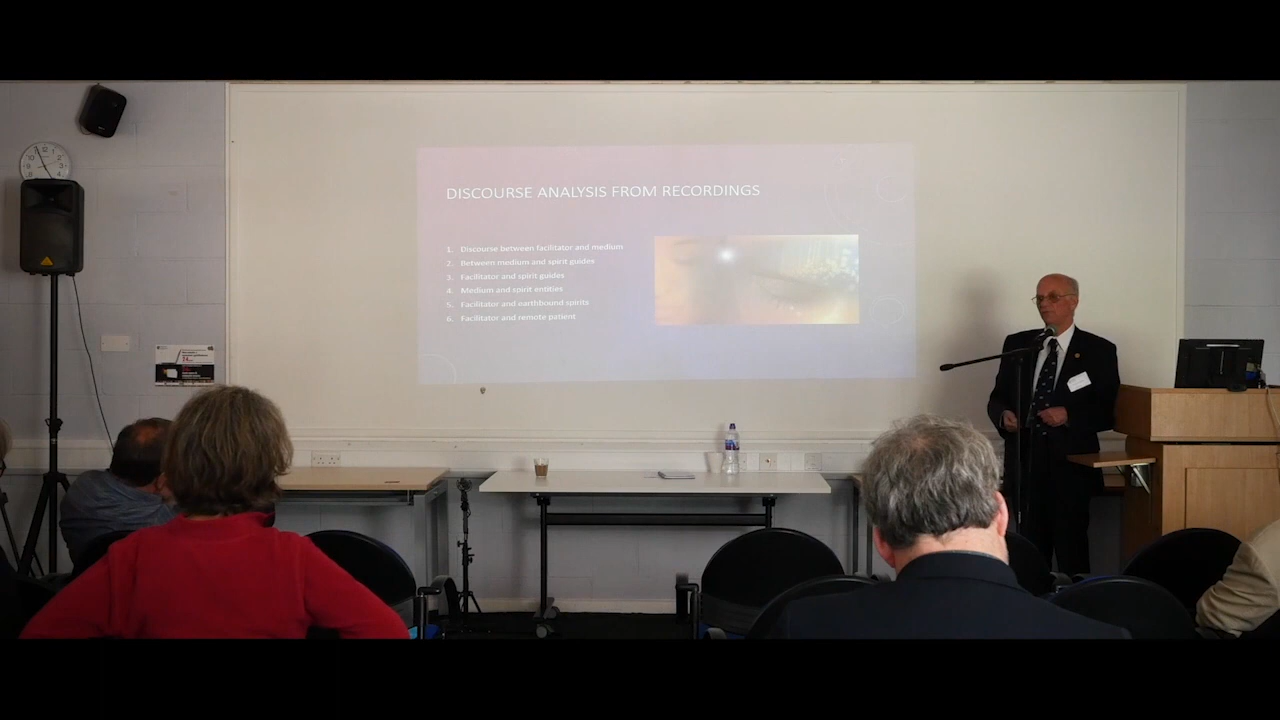 DISCOURSE ANALYSIS FROM RECORDINGS
1. Discourse between facilitator and medium
2. Between medium and spirit guides
3. Facilitator and spirit guides
4. Medium and spirit entities
5. Facilitator and earthbound spirits
6. Facilitator and remote patient